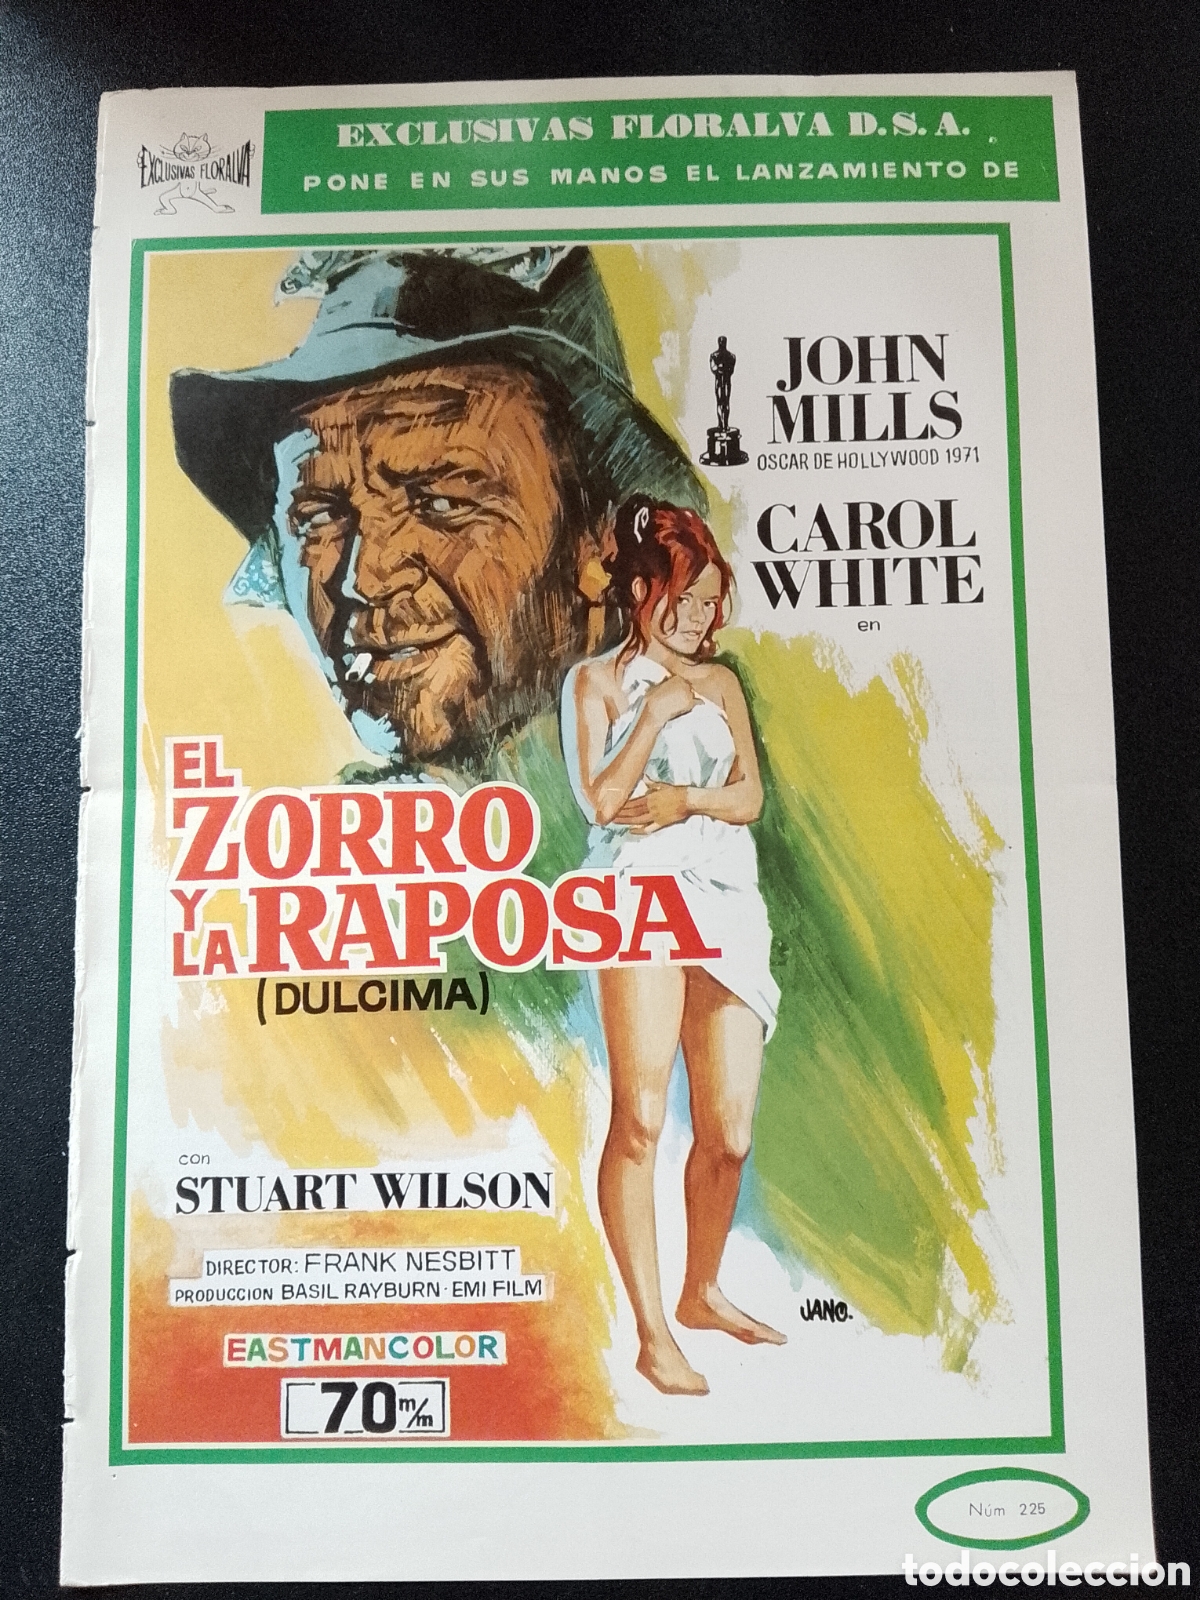 EXCLUSIVAS FLORALVA
EXCLUSIVAS FLORALVA D.S.A.
PONE EN SUS MANOS EL LANZAMIENTO DE
JOHN
MILLS
OSCAR DE HOLLYWOOD 1971
CAROL
WHITE
en
EL
ZORRO
Y LA RAPOSA
(DULCIMA)
con
STUART WILSON
DIRECTOR: FRANK NESBITT
PRODUCCION BASIL RAYBURN · EMI FILM
JANO.
EASTMANCOLOR
70 m/m
Núm 225
todocoleccion